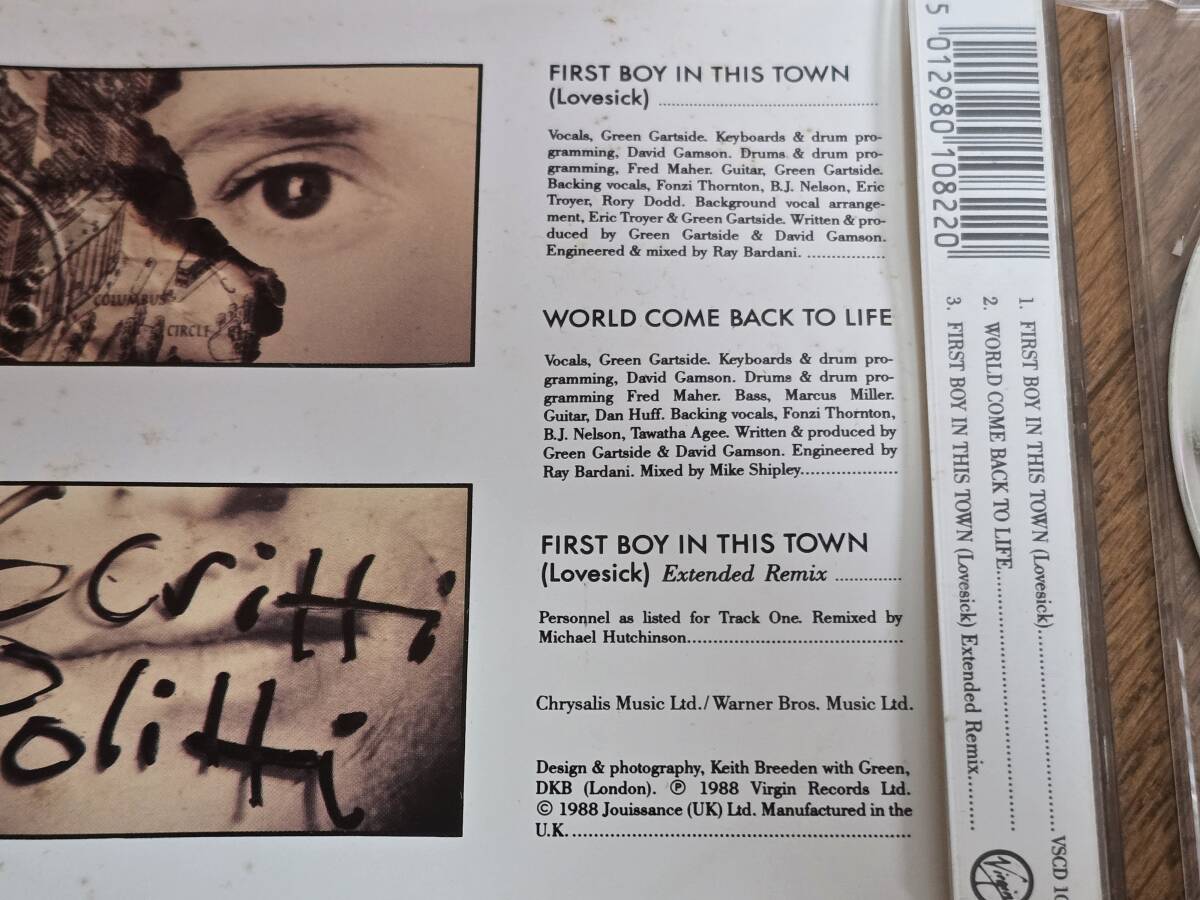 COLUMBUS
CIRCLE
Scritti
Politti
FIRST BOY IN THIS TOWN
(Lovesick) ...............................................
Vocals, Green Gartside. Keyboards & drum pro-
gramming, David Gamson. Drums & drum pro-
gramming, Fred Maher. Guitar, Green Gartside.
Backing vocals, Fonzi Thornton, B.J. Nelson, Eric
Troyer, Rory Dodd. Background vocal arrange-
ment, Eric Troyer & Green Gartside. Written & pro-
duced by Green Gartside & David Gamson.
Engineered & mixed by Ray Bardani. ................
WORLD COME BACK TO LIFE
Vocals, Green Gartside. Keyboards & drum pro-
gramming, David Gamson. Drums & drum pro-
gramming Fred Maher. Bass, Marcus Miller.
Guitar, Dan Huff. Backing vocals, Fonzi Thornton,
B.J. Nelson, Tawatha Agee. Written & produced by
Green Gartside & David Gamson. Engineered by
Ray Bardani. Mixed by Mike Shipley...................
FIRST BOY IN THIS TOWN
(Lovesick) Extended Remix ..............
Personnel as listed for Track One. Remixed by
Michael Hutchinson..........................................
Chrysalis Music Ltd./Warner Bros. Music Ltd.
Design & photography, Keith Breeden with Green,
DKB (London). ℗ 1988 Virgin Records Ltd.
© 1988 Jouissance (UK) Ltd. Manufactured in the
U.K.................................................................
5 012980 108220
1. FIRST BOY IN THIS TOWN (Lovesick)..............................
2. WORLD COME BACK TO LIFE........................................
3. FIRST BOY IN THIS TOWN (Lovesick) Extended Remix.........
VSCD 10
Virgin